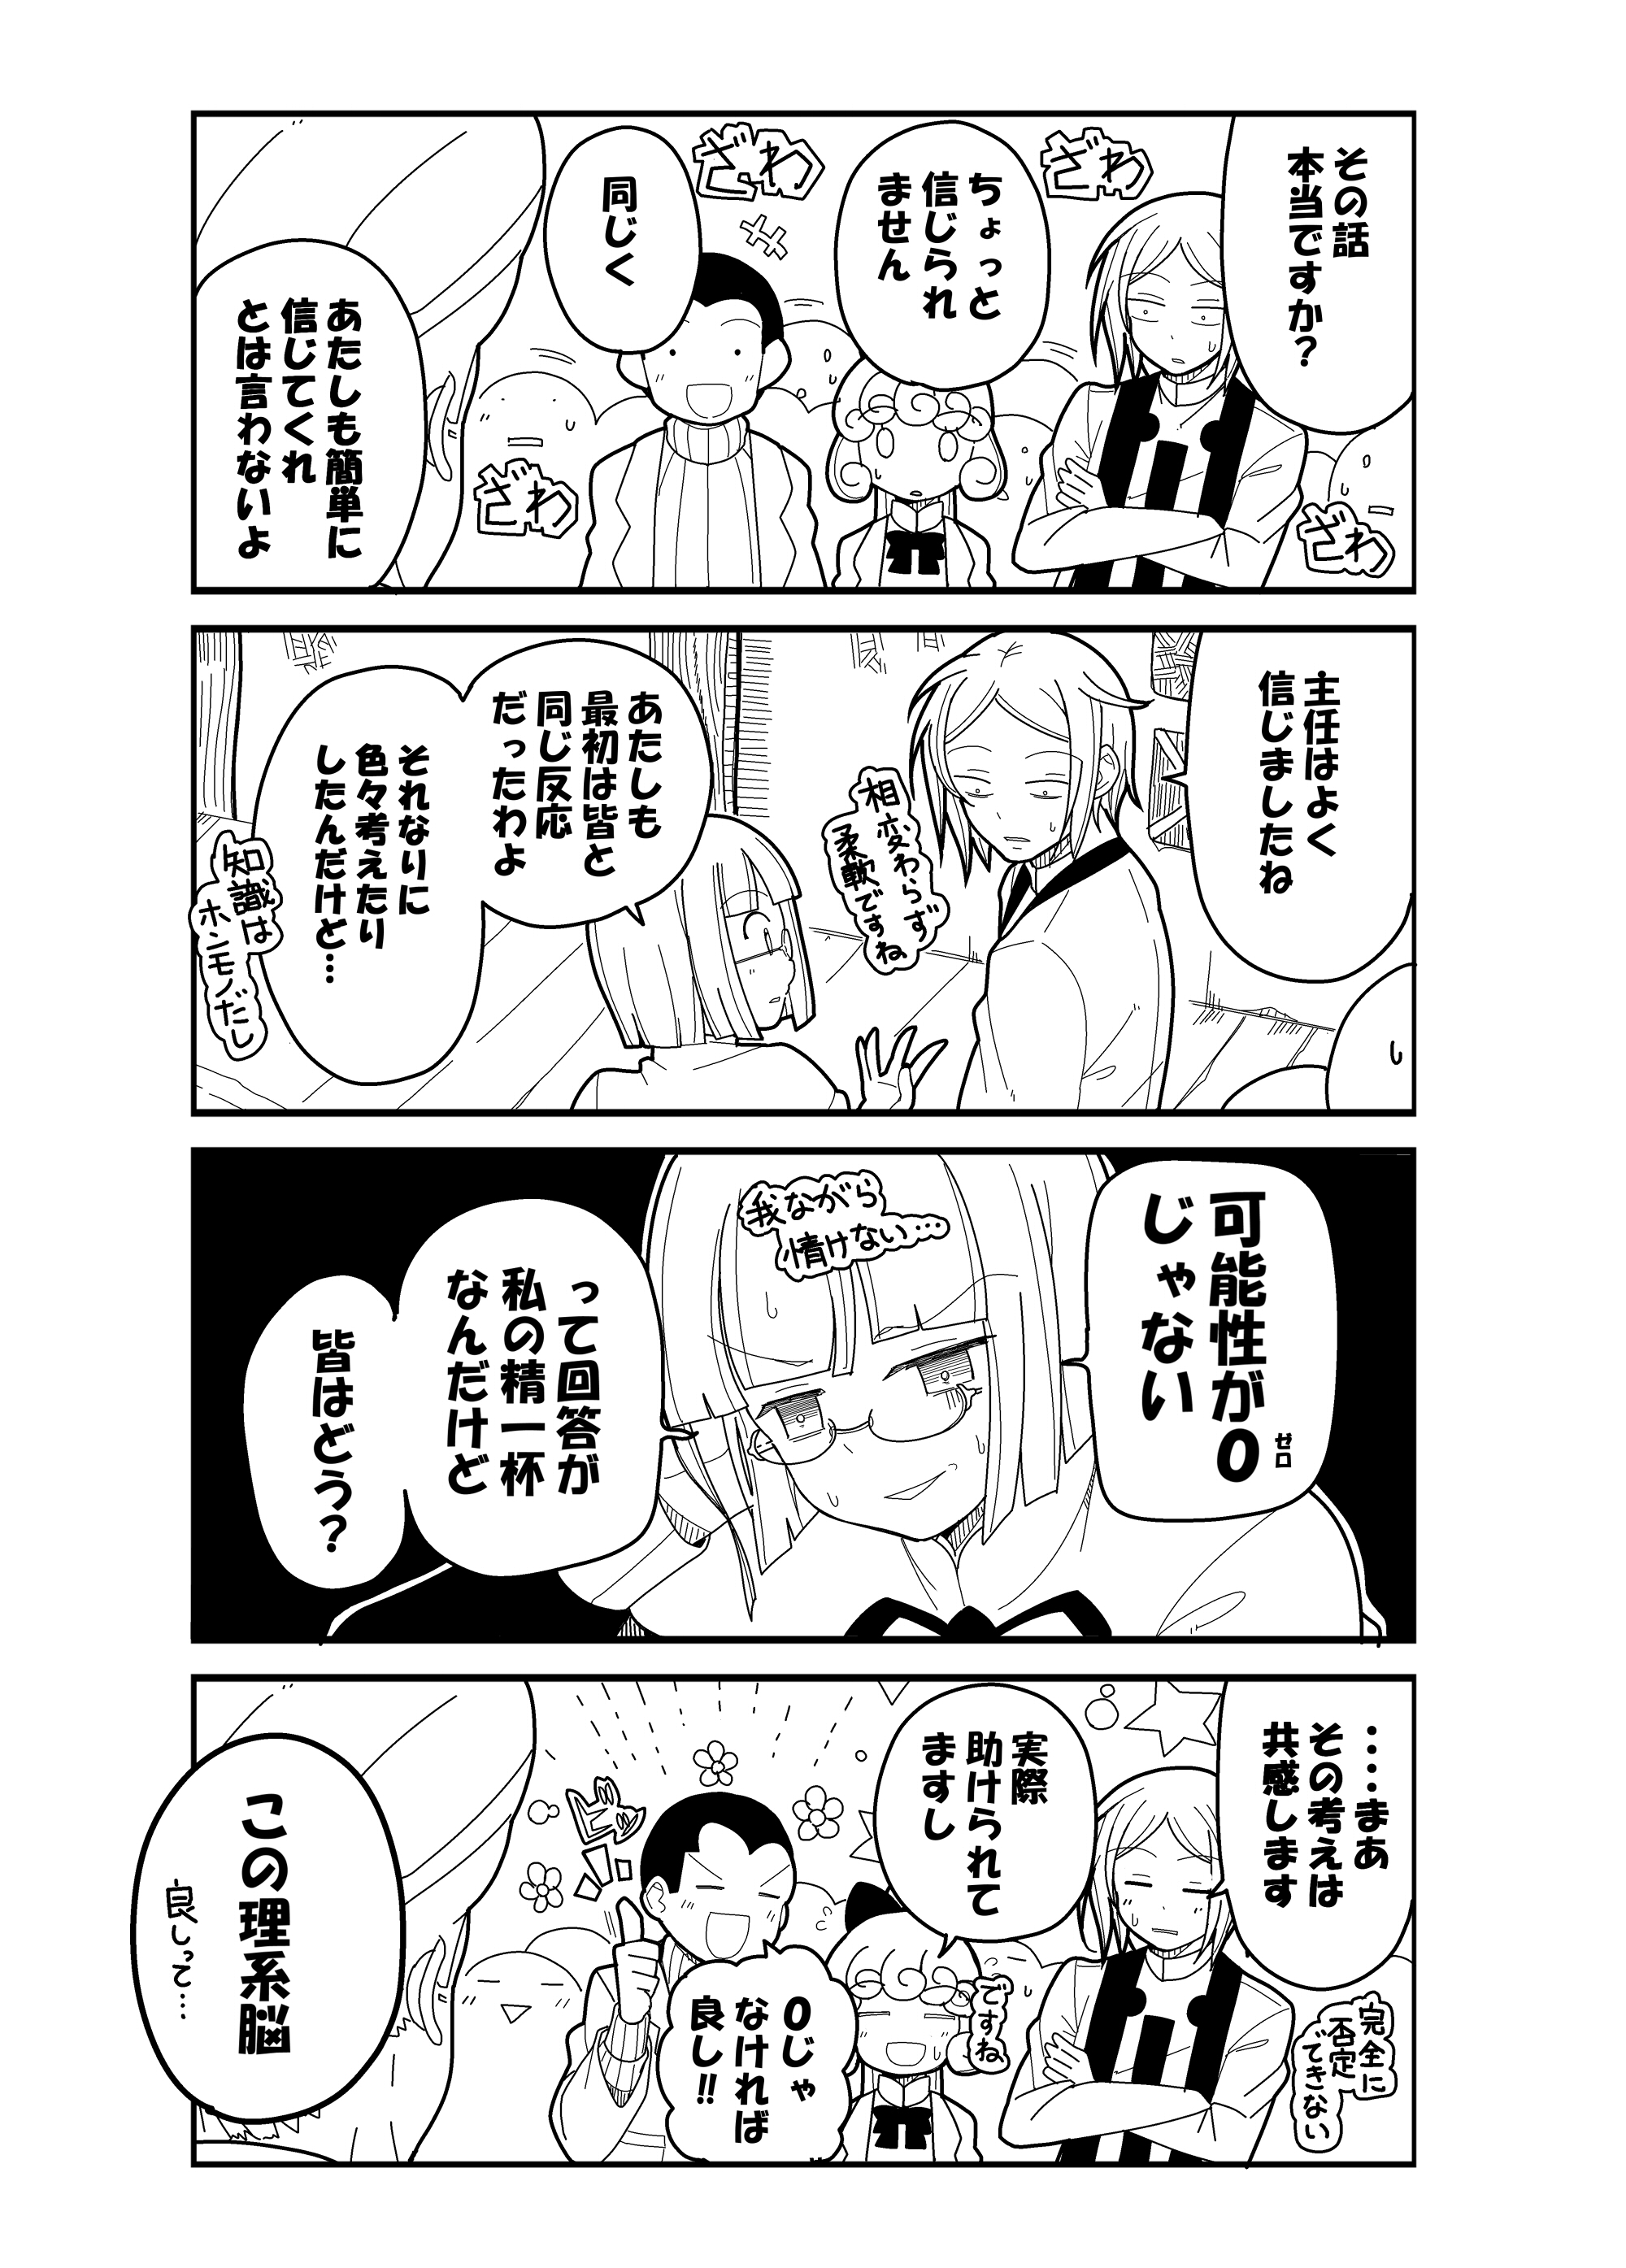 その話
本当ですか?
ざわ
ちょっと
信じられ
ません
ざわ
同じく
ざわ
ざわ
あたしも簡単に
信じてくれ
とは言わないよ
主任はよく
信じましたね
相変わらず
柔軟ですね
あたしも
最初は皆と
同じ反応
だったわよ
それなりに
色々考えたり
したんだけど…
知識は
ホンモノだし
可能性が0
ゼロ
じゃない
我ながら
情けない…
って回答が
私の精一杯
なんだけど
皆はどう?
……まあ
その考えは
共感します
完全に
否定
できない
実際
助けられて
ますし
ですね
0じゃ
なければ
良し!!
ビッ
この理系脳
良しって…